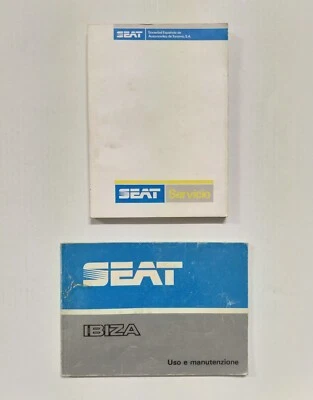 SEAT
Sociedad Española de
Automóviles de Turismo, S.A.
SEAT Servicio
SEAT
IBIZA
Uso e manutenzione